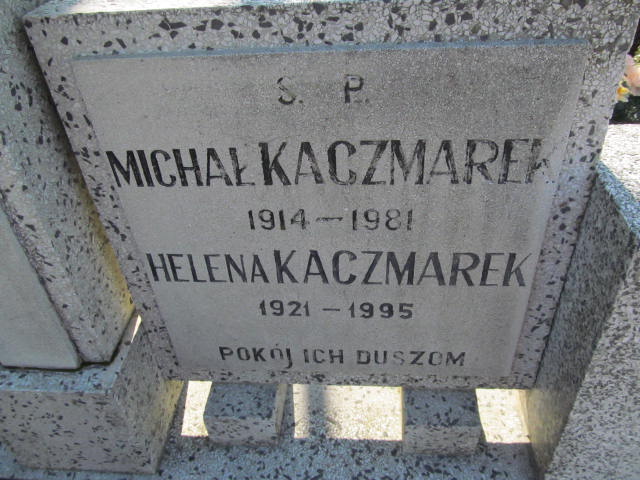 S. P.
MICHAŁ KACZMAREK
1914 – 1981
HELENA KACZMAREK
1921 – 1995
POKÓJ ICH DUSZOM